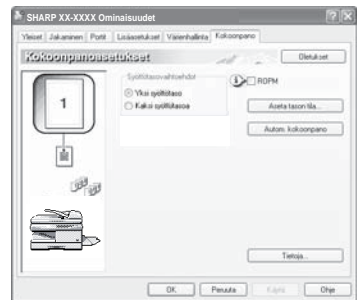 SHARP XX-XXXX Ominaisuudet
Yleiset Jakaminen Portit Lisäasetukset Värienhallinta Kokoonpano
Kokoonpanoasetukset
Oletukset
Syöttötasovaihtoehdot
Yksi syöttötaso
Kaksi syöttötasoa
ROPM
Aseta tason tila...
Autom. kokoonpano
1
Tietoja...
OK Peruuta Käytä Ohje